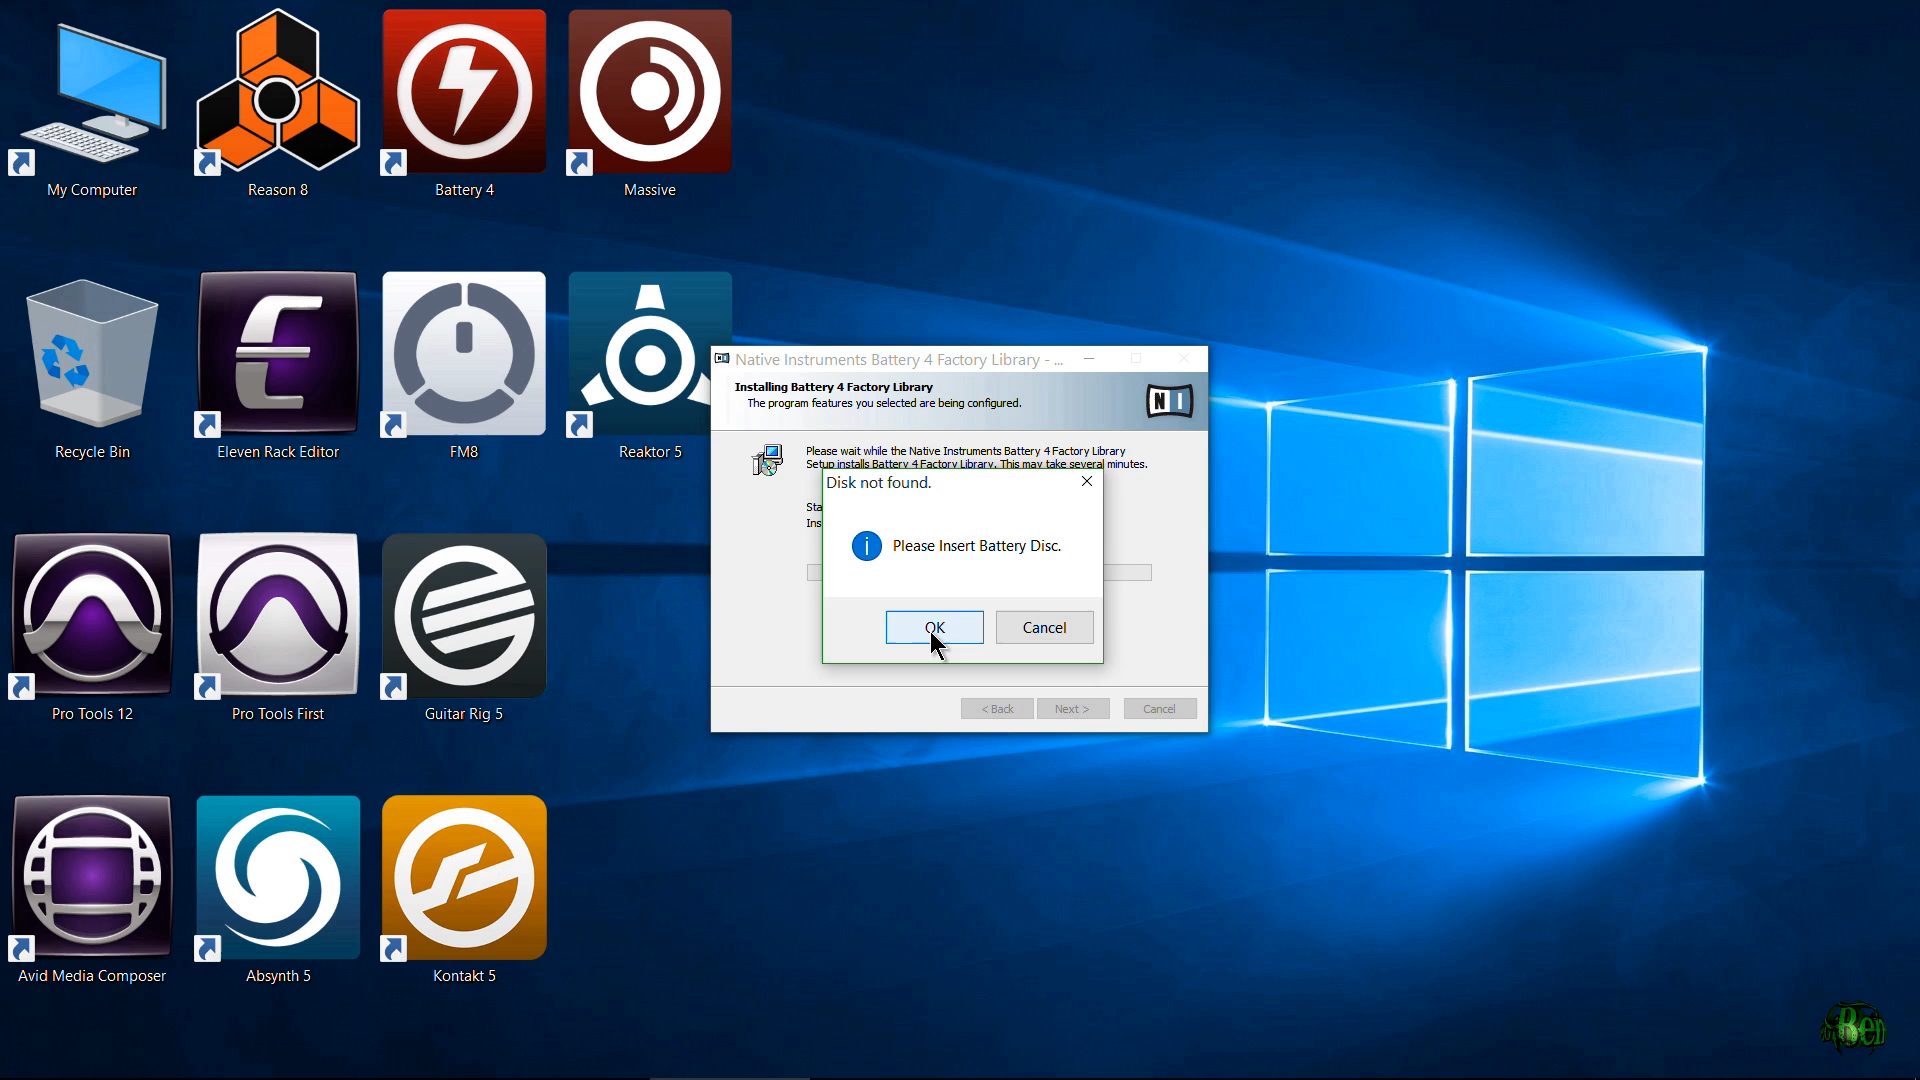 My Computer
Reason 8
Battery 4
Massive
Recycle Bin
Eleven Rack Editor
FM8
Reaktor 5
Native Instruments Battery 4 Factory Library - ...
Installing Battery 4 Factory Library
The program features you selected are being configured.
NI
Please wait while the Native Instruments Battery 4 Factory Library
Setup installs Battery 4 Factory Library. This may take several minutes.
Sta
Ins
Disk not found.
Please Insert Battery Disc.
OK
Cancel
< Back
Next >
Cancel
Pro Tools 12
Pro Tools First
Guitar Rig 5
Avid Media Composer
Absynth 5
Kontakt 5
Ben